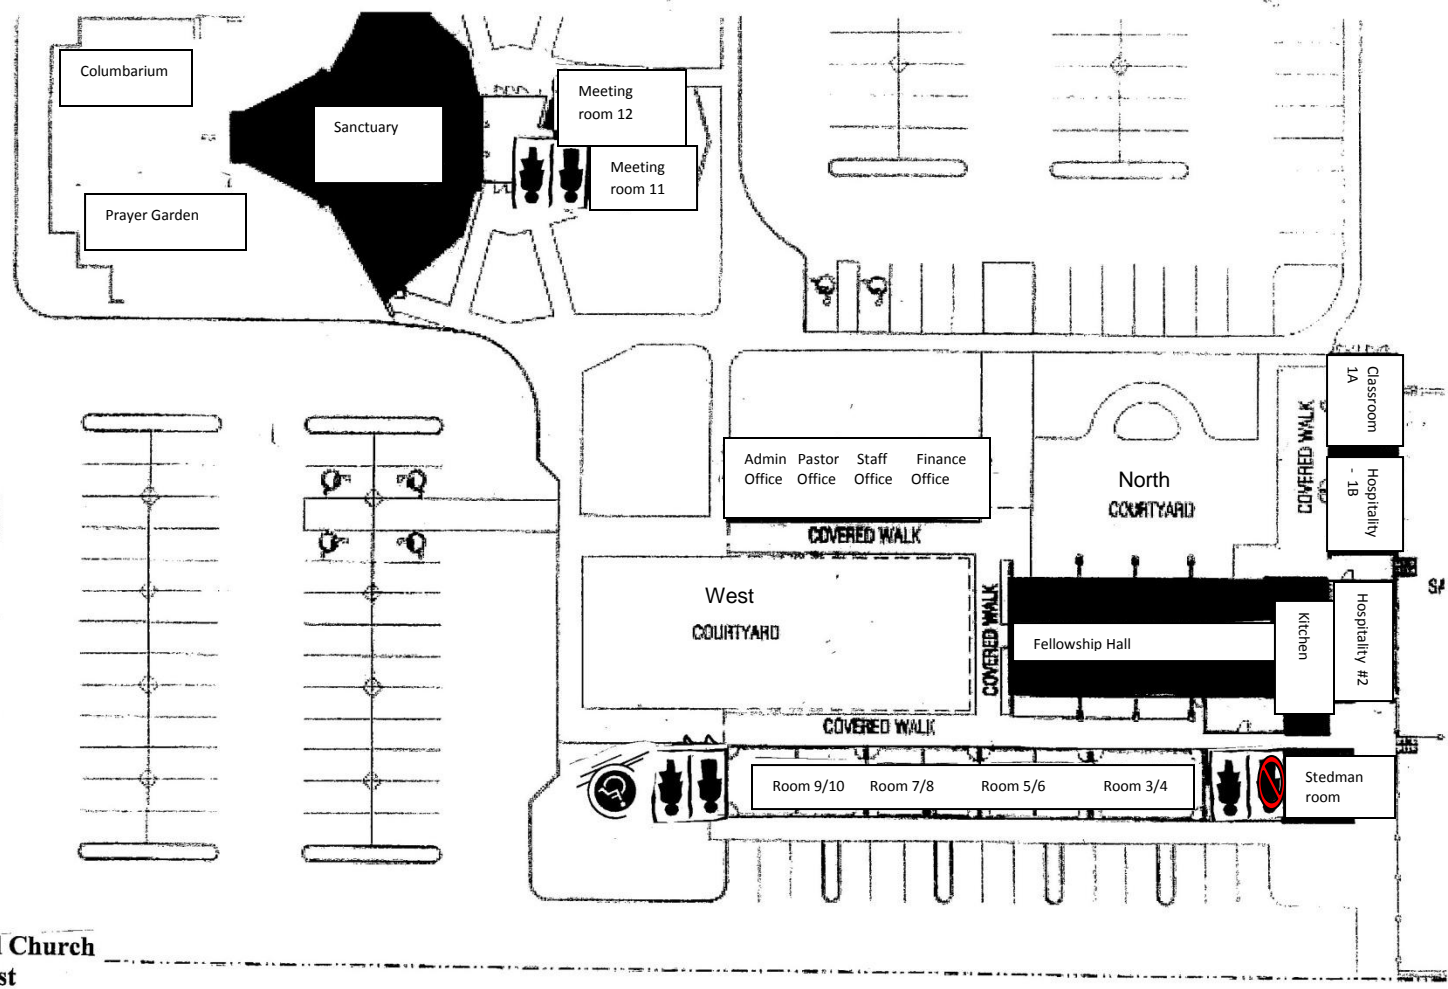 Columbarium
Sanctuary
Meeting
room 12
Meeting
room 11
Prayer Garden
Classroom
1A
COVERED WALK
Hospitality
- 1B
Admin Pastor Staff Finance
Office Office Office Office
North
COURTYARD
COVERED WALK
West
COURTYARD
COVERED WALK
Fellowship Hall
Kitchen
Hospitality #2
COVERED WALK
Room 9/10 Room 7/8 Room 5/6 Room 3/4
Stedman
room
Church